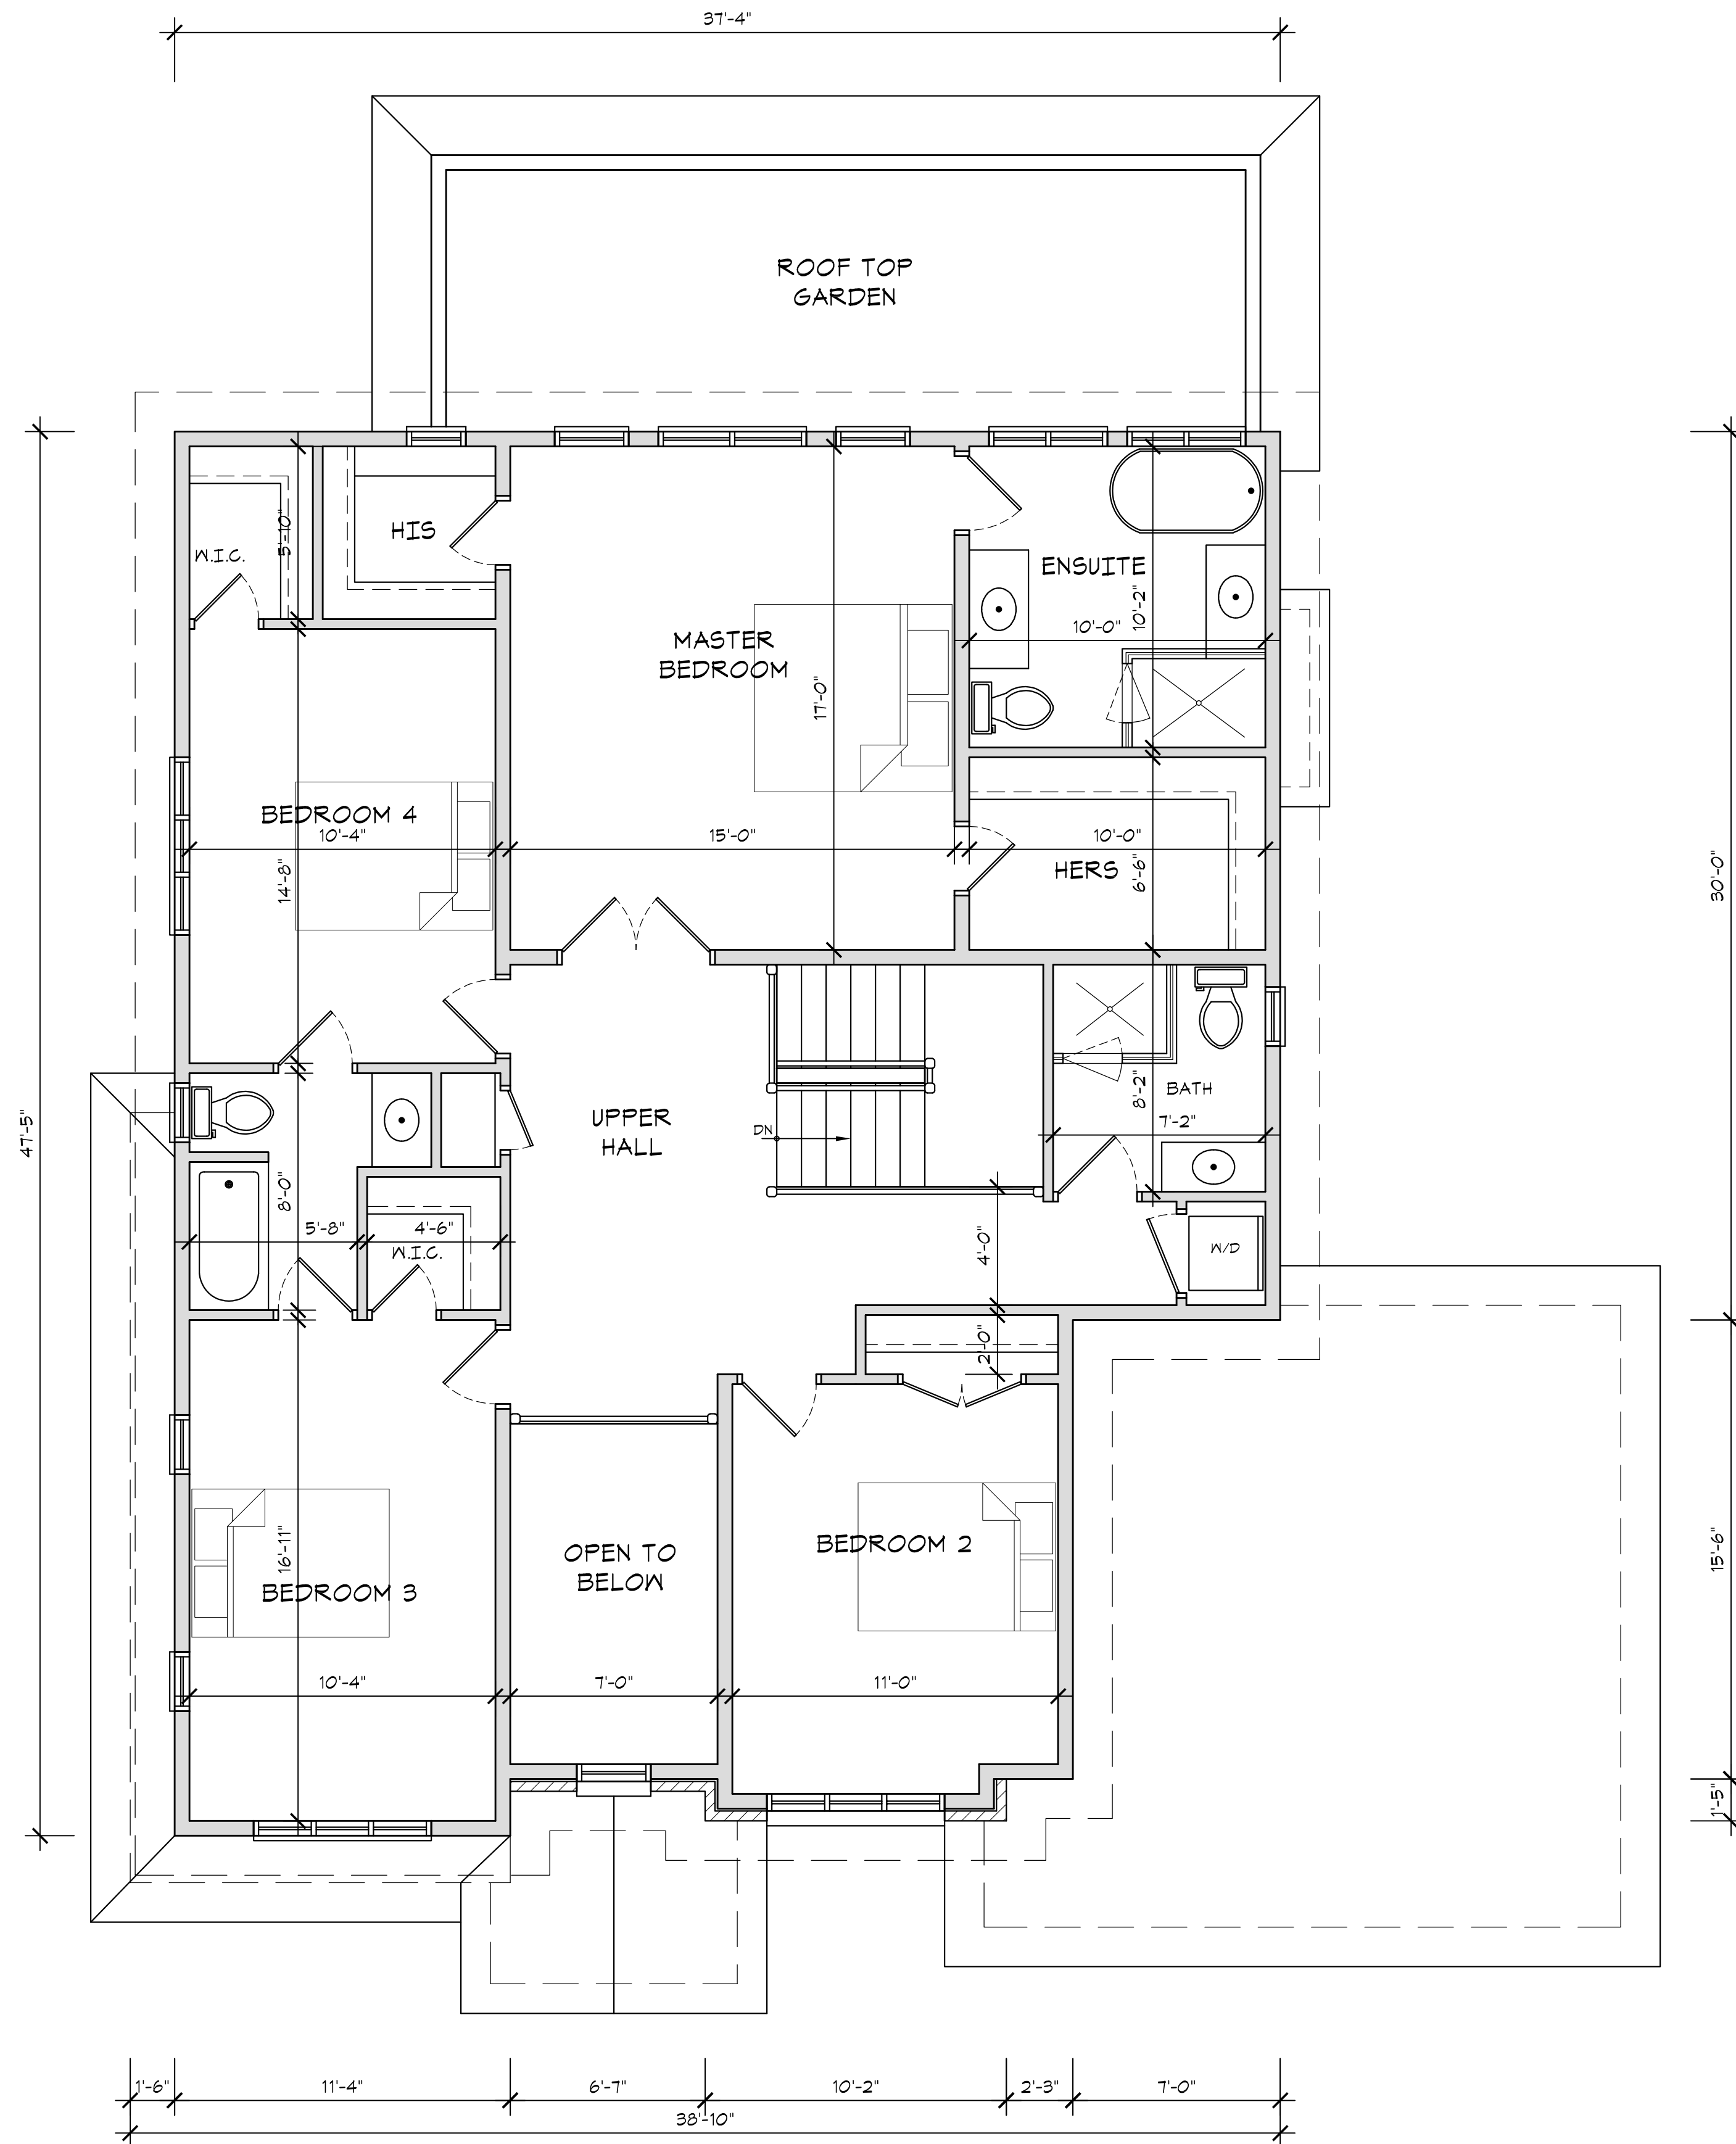 37'-4"
ROOF TOP
GARDEN
W.I.C.
5'-10"
HIS
ENSUITE
10'-2"
10'-0"
MASTER
BEDROOM
17'-0"
BEDROOM 4
10'-4"
14'-8"
15'-0"
10'-0"
HERS
6'-6"
30'-0"
47'-5"
UPPER
HALL
DN
8'-2"
BATH
7'-2"
8'-0"
5'-8"
4'-6"
W.I.C.
4'-0"
W/D
2'-0"
16'-11"
BEDROOM 3
OPEN TO
BELOW
BEDROOM 2
15'-6"
10'-4"
7'-0"
11'-0"
1'-5"
1'-6"
11'-4"
6'-7"
10'-2"
2'-3"
7'-0"
38'-10"